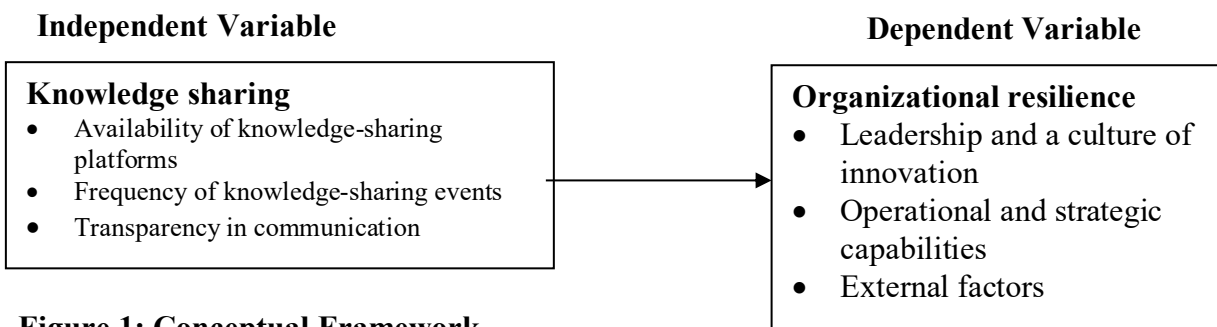 Independent Variable
Dependent Variable
Knowledge sharing
• Availability of knowledge-sharing
platforms
• Frequency of knowledge-sharing events
• Transparency in communication
Organizational resilience
• Leadership and a culture of
innovation
• Operational and strategic
capabilities
• External factors
Figure 1: Conceptual Framework